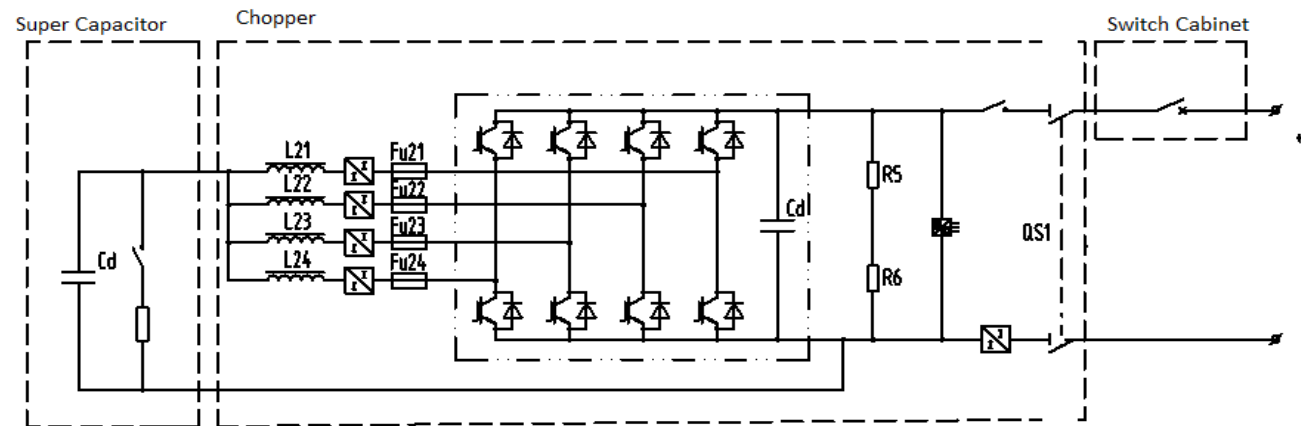 Super Capacitor
Chopper
Switch Cabinet
L21
Fu21
L22
Fu22
L23
Fu23
L24
Fu24
Cd
Cd
R5
R6
QS1